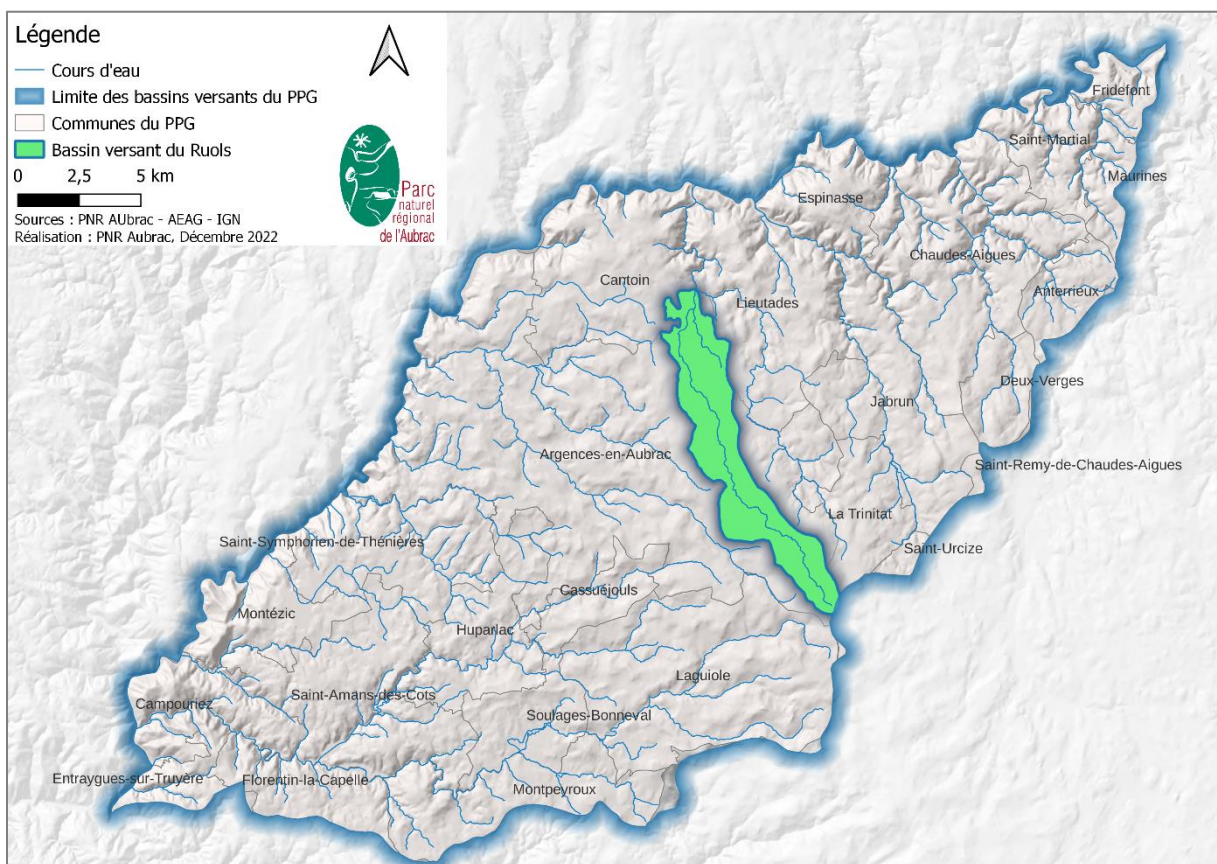 Légende
Cours d'eau
Limite des bassins versants du PPG
Communes du PPG
Bassin versant du Ruols
0 2,5 5 km
Sources : PNR AUbrac - AEAG - IGN
Réalisation : PNR Aubrac, Décembre 2022
Parc
naturel
régional
de l'Aubrac
Fridefont
Saint-Martial
Maurines
Espinasse
Chaudes-Aigues
Cantoin
Anterrieux
Lieutades
Deux-Verges
Jabrun
Argences-en-Aubrac
Saint-Remy-de-Chaudes-Aigues
La Trinitat
Saint-Symphorien-de-Thénières
Saint-Urcize
Cassuéjouls
Montézic
Huparlac
Laguiole
Saint-Amans-des-Cots
Campouriez
Soulages-Bonneval
Entraygues-sur-Truyère
Florentin-la-Capelle
Montpeyroux